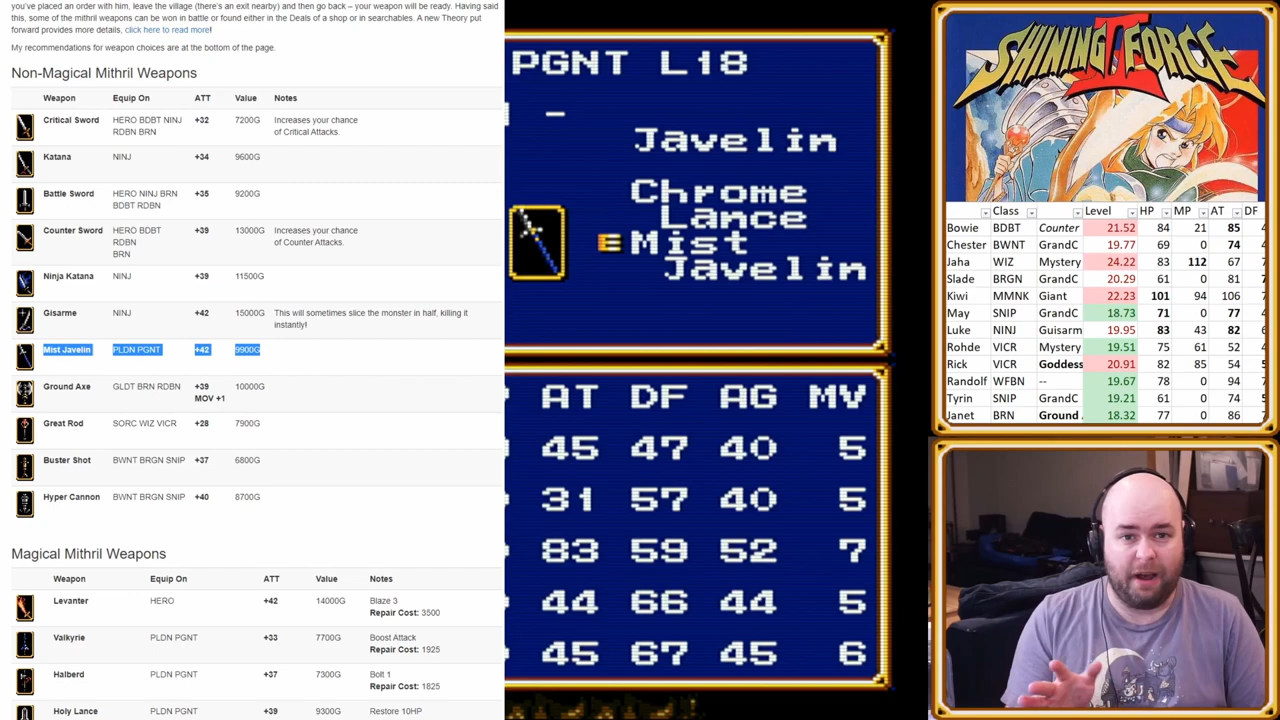 you've placed an order with him, leave the village (there's an exit nearby) and then go back – your weapon will be ready. Having said
this, some of the mithril weapons can be won in battle or found either in the Deals of a shop or in searchables. A new Theory put
forward provides more details, click here to read more!
My recommendations for weapon choices are at the bottom of the page.
Non-Magical Mithril Weapons
Weapon Equip On ATT Value Notes
Critical Sword HERO BDBT NINJ +32 7200G Increases your chance
RDBN BRN of Critical Attacks.
Katana NINJ +34 9600G
Battle Sword HERO NINJ BRN +35 9200G
BDBT RDBN
Counter Sword HERO BDBT +39 13000G Increases your chance
RDBN of Counter Attacks.
BRN
Ninja Katana NINJ +39 11500G
Gisarme NINJ +42 15000G This will sometimes slice the monster in half, killing it
instantly!
Mist Javelin PLDN PGNT +42 9900G
Ground Axe GLDT BRN RDBN +39 10000G
MOV +1
Great Rod SORC WIZ VICR +28 7900G
Buster Shot BWNT BRGN SNIP +37 6800G
Hyper Cannon BWNT BRGN SNIP +40 8700G
Magical Mithril Weapons
Weapon Equip On ATT Value Notes
Levanter HERO +42 14000G Blaze 3
Repair Cost: 3500
Valkyrie PLDN PGNT +33 7700G Boost Attack
Repair Cost: 1925
Halberd PLDN PGNT +37 7300G Bolt 1
Repair Cost: 1825
Holy Lance PLDN PGNT +39 9300G Restore 10HP
PGNT L18
–
Javelin
Chrome
Lance
Mist
Javelin
AT DF AG MV
45 47 40 5
31 57 40 5
83 59 52 7
44 66 44 5
45 67 45 6
SHINING FORCE II
Class Level HP MP AT DF
Bowie BDBT Counter 21.52 84 21 85
Chester BWNT GrandC 19.77 69 0 74
Jaha WIZ Mystery 24.22 83 112 67
Slade BRGN GrandC 20.29 61 0 81
Kiwi MMNK Giant 22.23 101 94 106
May SNIP GrandC 18.73 71 0 77
Luke NINJ Guisarm 19.95 83 43 82
Rohde VICR Mystery 19.51 75 61 52
Rick VICR Goddess 20.91 82 85 54
Randolf WFBN -- 19.67 78 0 94
Tyrin SNIP GrandC 19.21 61 0 74
Janet BRN Ground 18.32 77 0 86